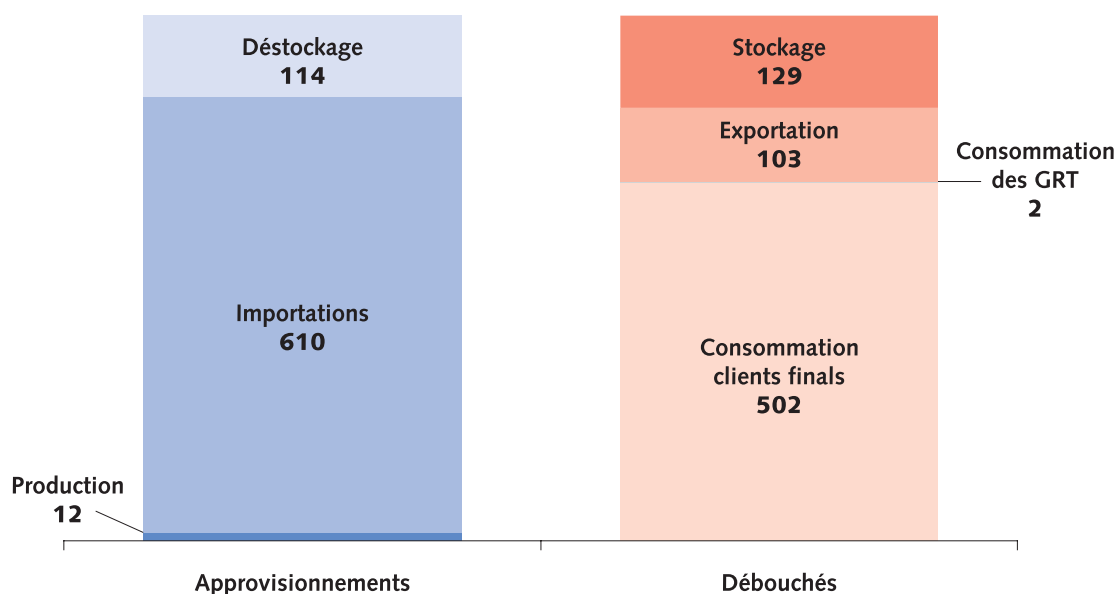 Déstockage
114
Importations
610
Production
12
Approvisionnements
Stockage
129
Exportation
103
Consommation
des GRT
2
Consommation
clients finals
502
Débouchés